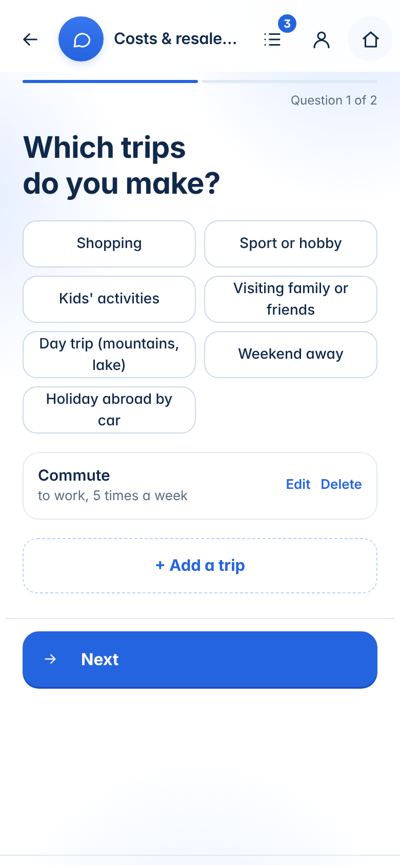 Costs & resale...
3
Question 1 of 2
Which trips
do you make?
Shopping
Sport or hobby
Kids' activities
Visiting family or
friends
Day trip (mountains,
lake)
Weekend away
Holiday abroad by
car
Commute
to work, 5 times a week
Edit Delete
+ Add a trip
→ Next